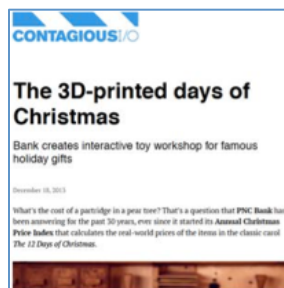 CONTAGIOUS I/O
The 3D-printed days of
Christmas
Bank creates interactive toy workshop for famous
holiday gifts
December 18, 2013
What's the cost of a partridge in a pear tree? That's a question that PNC Bank has
been answering for the past 30 years, ever since it started its Annual Christmas
Price Index that calculates the real-world prices of the items in the classic carol
The 12 Days of Christmas.